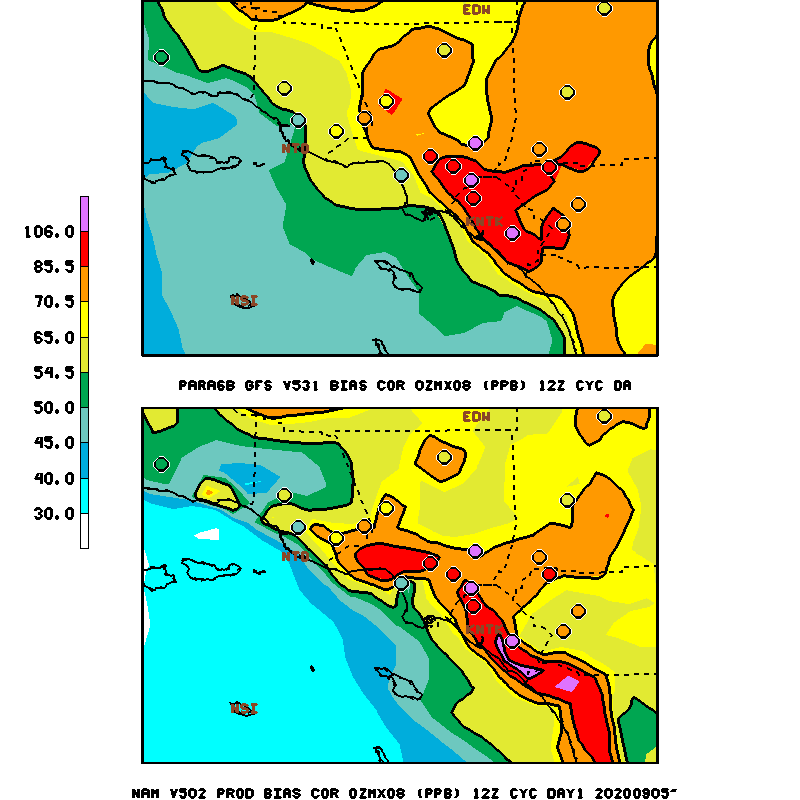 EDW
NTD
KNTK
NSI
106.0
85.5
70.5
65.0
54.5
50.0
45.0
40.0
30.0
PARA6B GFS V531 BIAS COR OZMX08 (PPB) 12Z CYC DA
EDW
NTD
KNTK
NSI
NAM V502 PROD BIAS COR OZMX08 (PPB) 12Z CYC DAY1 20200905